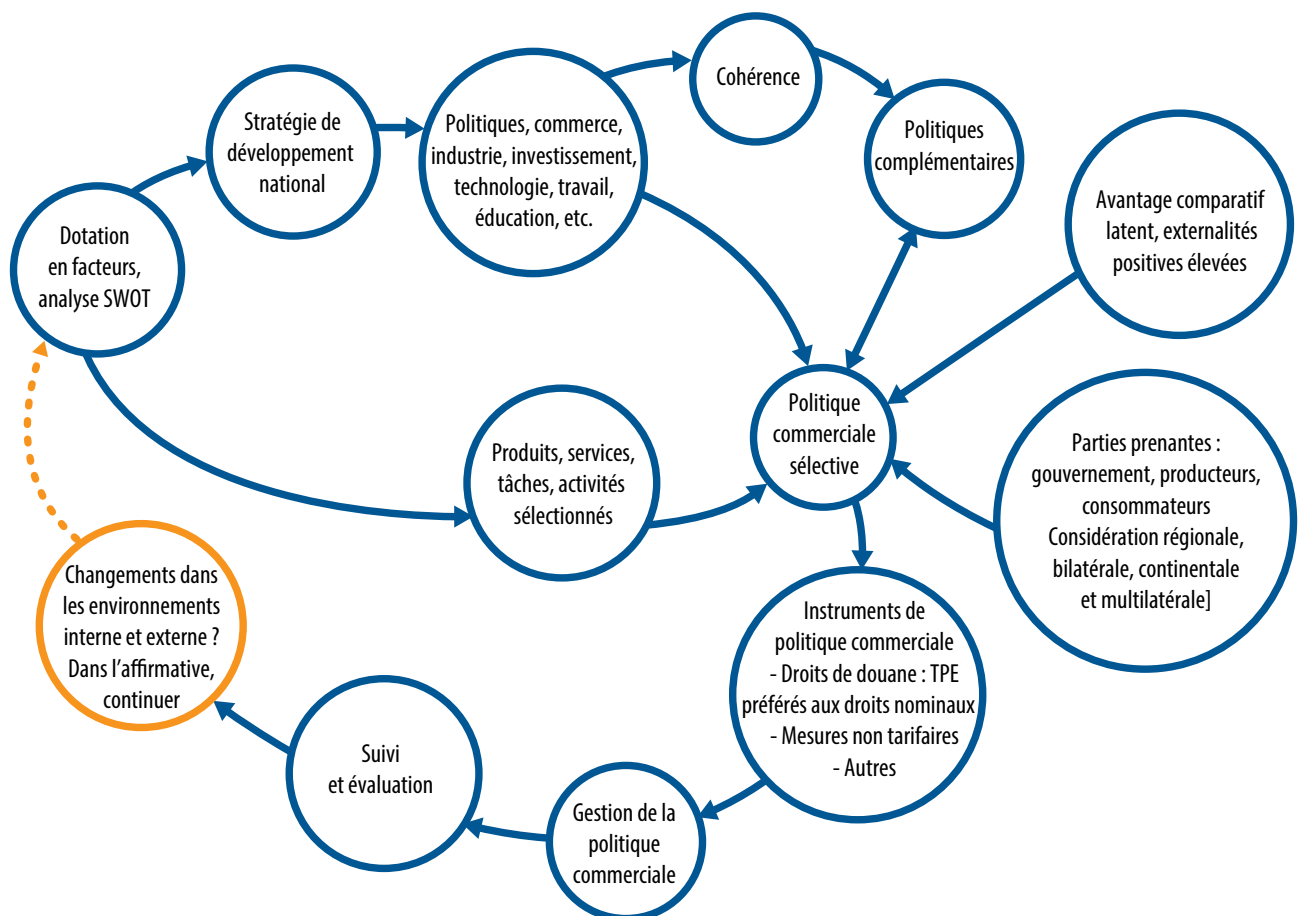 Cohérence
Stratégie de
développement
national
Politiques, commerce,
industrie, investissement,
technologie, travail,
éducation, etc.
Politiques
complémentaires
Avantage comparatif
latent, externalités
positives élevées
Dotation
en facteurs,
analyse SWOT
Politique
commerciale
sélective
Produits, services,
tâches, activités
sélectionnés
Parties prenantes :
gouvernement, producteurs,
consommateurs
Considération régionale,
bilatérale, continentale
et multilatérale]
Changements dans
les environnements
interne et externe ?
Dans l’affirmative,
continuer
Instruments de
politique commerciale
- Droits de douane : TPE
préférés aux droits nominaux
- Mesures non tarifaires
- Autres
Suivi
et évaluation
Gestion de la
politique
commerciale